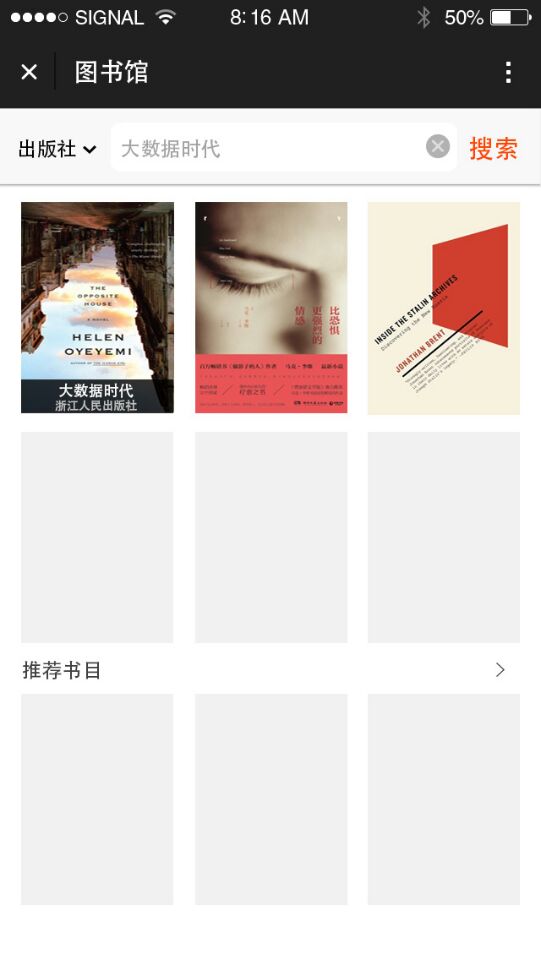 SIGNAL
8:16 AM
50%
图书馆
出版社
大数据时代
搜索
THE
OPPOSITE
HOUSE
A NOVEL
HELEN
OYEYEMI
大数据时代
浙江人民出版社
比恐惧
更强烈的
情感
INSIDE THE STALIN ARCHIVES
Discovering the New Russia
JONATHAN BRENT
推荐书目